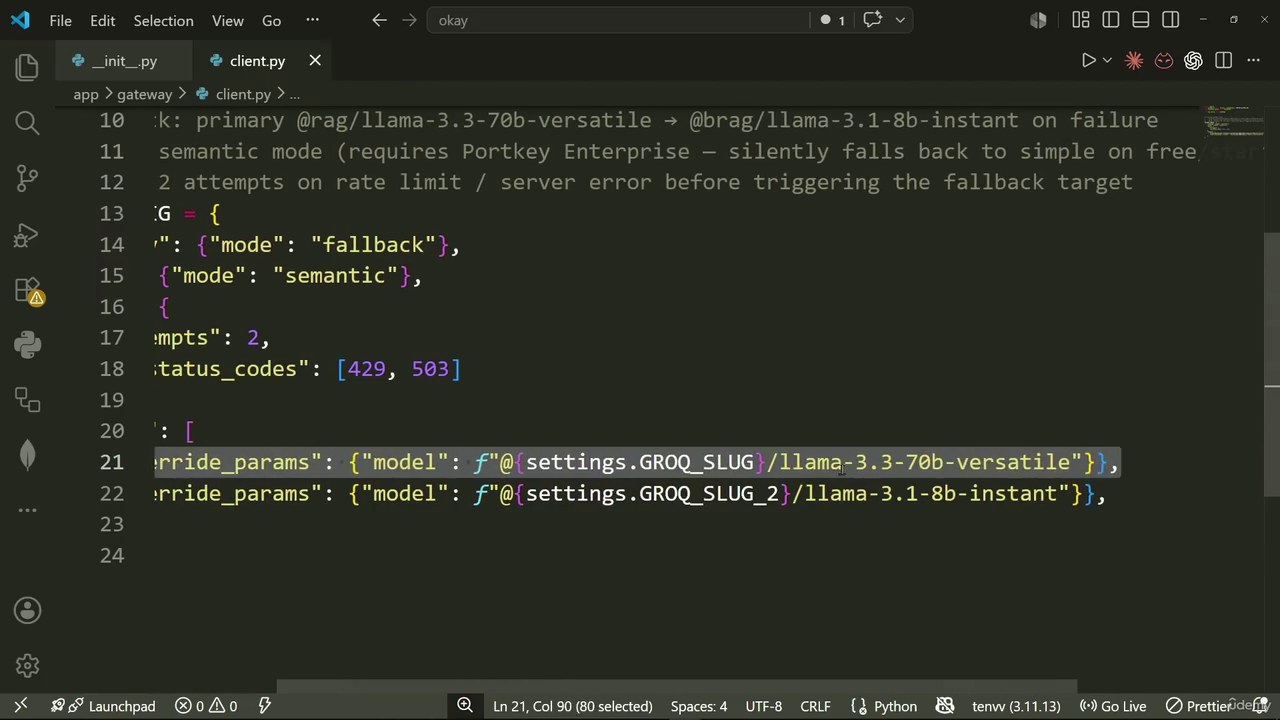 File Edit Selection View Go ··· okay 1
__init__.py client.py
app > gateway > client.py > ...
10 ck: primary @rag/llama-3.3-70b-versatile → @brag/llama-3.1-8b-instant on failure
11 semantic mode (requires Portkey Enterprise — silently falls back to simple on free/star
12 2 attempts on rate limit / server error before triggering the fallback target
13 IG = {
14 y": {"mode": "fallback"},
15 {"mode": "semantic"},
16 {
17 empts": 2,
18 status_codes": [429, 503]
19
20 ": [
21 erride_params": {"model": f"@{settings.GROQ_SLUG}/llama-3.3-70b-versatile"}},
22 erride_params": {"model": f"@{settings.GROQ_SLUG_2}/llama-3.1-8b-instant"}},
23
24
Launchpad 0 0 Ln 21, Col 90 (80 selected) Spaces: 4 UTF-8 CRLF Python tenvv (3.11.13) Go Live Prettier
Udemy